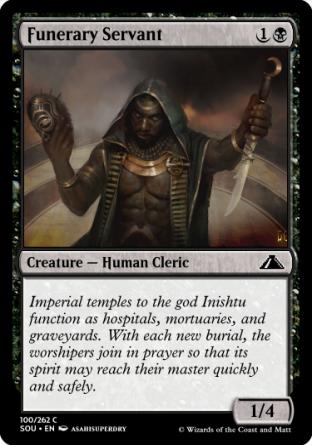 Funerary Servant 1
Creature — Human Cleric
Imperial temples to the god Inishtu
function as hospitals, mortuaries, and
graveyards. With each new burial, the
worshipers join in prayer so that its
spirit may reach their master quickly
and safely.
1/4
100/262 C
SOU • EN ASAHISUPERDRY
© Wizards of the Coast and Matt